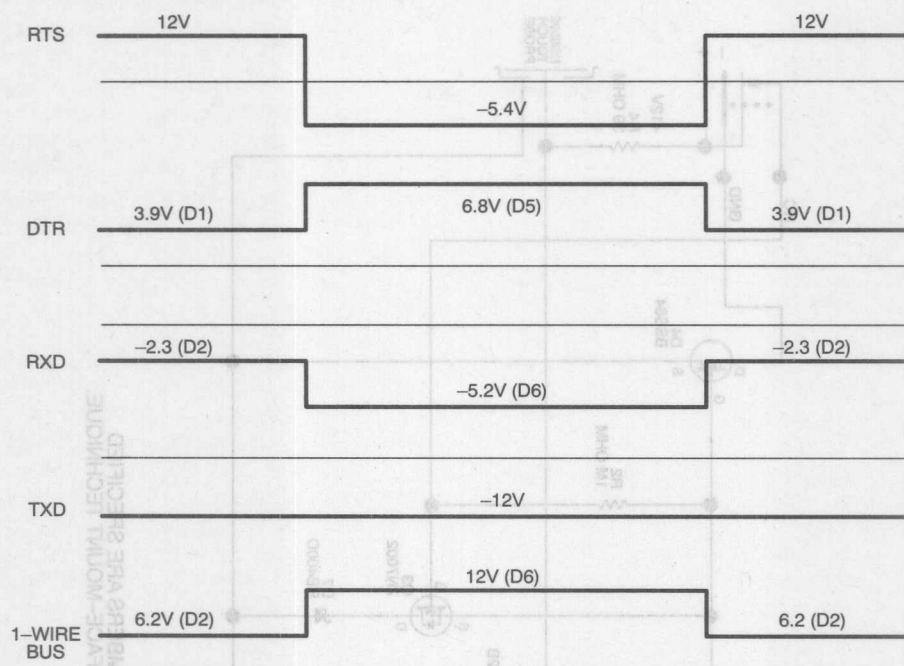 12V 12V
RTS
–5.4V
3.9V (D1) 6.8V (D5) 3.9V (D1)
DTR
–2.3 (D2) –2.3 (D2)
RXD
–5.2V (D6)
–12V
TXD
12V (D6)
6.2V (D2) 6.2 (D2)
1–WIRE
BUS